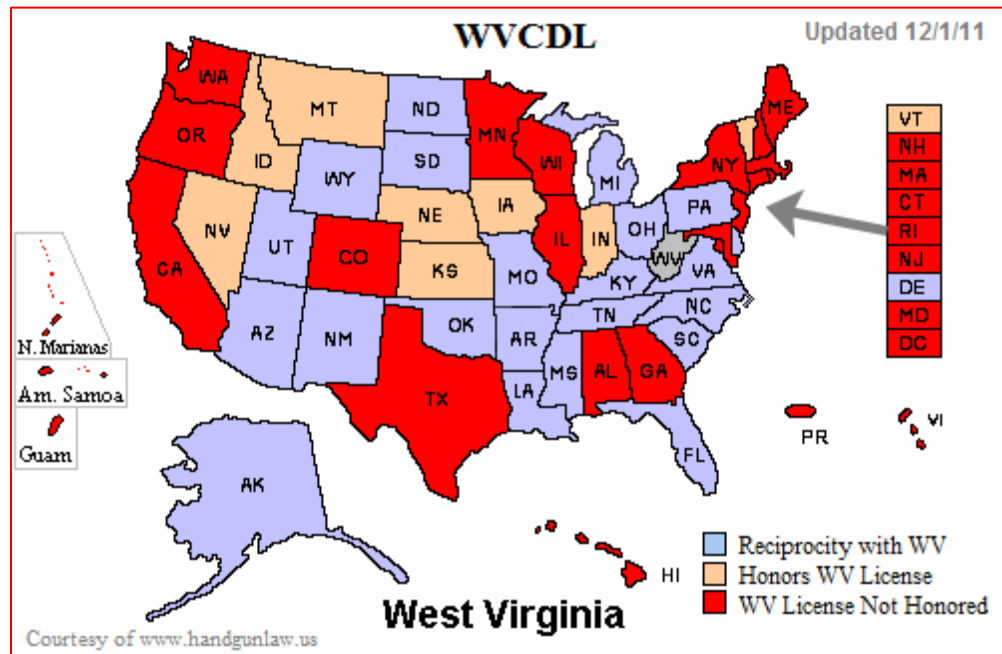 WVCDL
Updated 12/1/11
WA
MT
ND
MN
ME
OR
ID
SD
WI
NY
WY
MI
NV
NE
IA
PA
UT
IL
IN
OH
CA
CO
KS
MO
WV
VA
KY
AZ
NM
OK
TN
NC
AR
SC
MS
AL
GA
TX
LA
FL
AK
HI
VT
NH
MA
CT
RI
NJ
DE
MD
DC
N. Marianas
Am. Samoa
Guam
PR
VI
Reciprocity with WV
Honors WV License
WV License Not Honored
West Virginia
Courtesy of www.handgunlaw.us